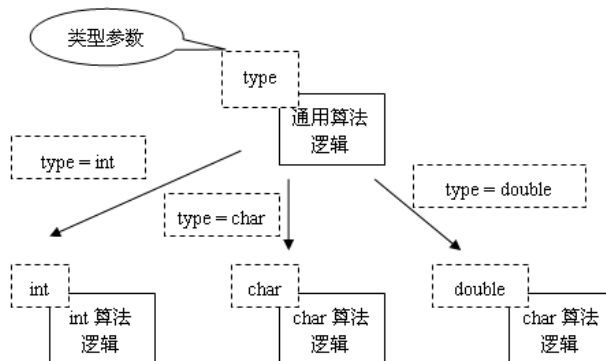 类型参数
type
通用算法
逻辑
type = int
type = char
type = double
int
int 算法
逻辑
char
char 算法
逻辑
double
char 算法
逻辑